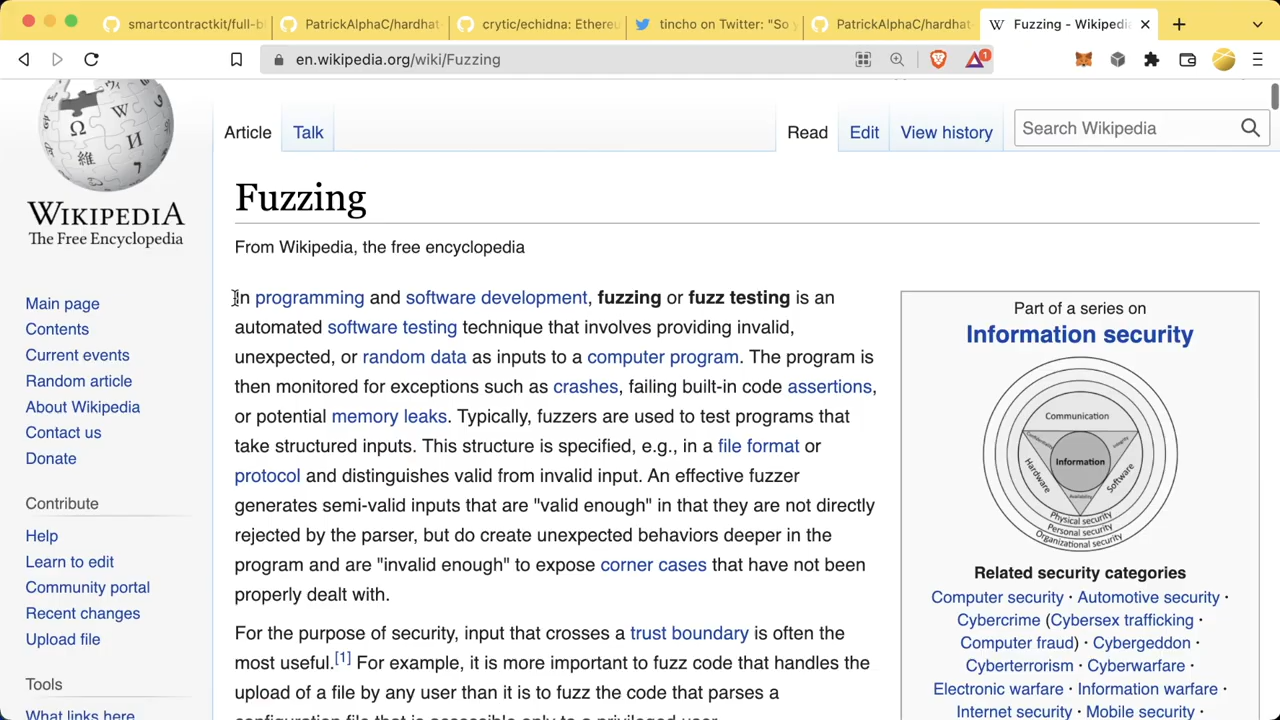 smartcontractkit/full-b
PatrickAlphaC/hardhat-
crytic/echidna: Ethereu
tincho on Twitter: "So y
PatrickAlphaC/hardhat-
Fuzzing - Wikipedia
en.wikipedia.org/wiki/Fuzzing
1
WIKIPEDIA
The Free Encyclopedia
Main page
Contents
Current events
Random article
About Wikipedia
Contact us
Donate
Contribute
Help
Learn to edit
Community portal
Recent changes
Upload file
Tools
What links here
Article
Talk
Read
Edit
View history
Search Wikipedia
Fuzzing
From Wikipedia, the free encyclopedia
In programming and software development, fuzzing or fuzz testing is an
automated software testing technique that involves providing invalid,
unexpected, or random data as inputs to a computer program. The program is
then monitored for exceptions such as crashes, failing built-in code assertions,
or potential memory leaks. Typically, fuzzers are used to test programs that
take structured inputs. This structure is specified, e.g., in a file format or
protocol and distinguishes valid from invalid input. An effective fuzzer
generates semi-valid inputs that are "valid enough" in that they are not directly
rejected by the parser, but do create unexpected behaviors deeper in the
program and are "invalid enough" to expose corner cases that have not been
properly dealt with.
For the purpose of security, input that crosses a trust boundary is often the
most useful.[1] For example, it is more important to fuzz code that handles the
upload of a file by any user than it is to fuzz the code that parses a
configuration file that is accessible only to a privileged user.
Part of a series on
Information security
Communication
Confidentiality
Integrity
Hardware
Information
Software
Availability
Physical security
Personal security
Organizational security
Related security categories
Computer security · Automotive security ·
Cybercrime (Cybersex trafficking ·
Computer fraud) · Cybergeddon ·
Cyberterrorism · Cyberwarfare ·
Electronic warfare · Information warfare ·
Internet security · Mobile security ·